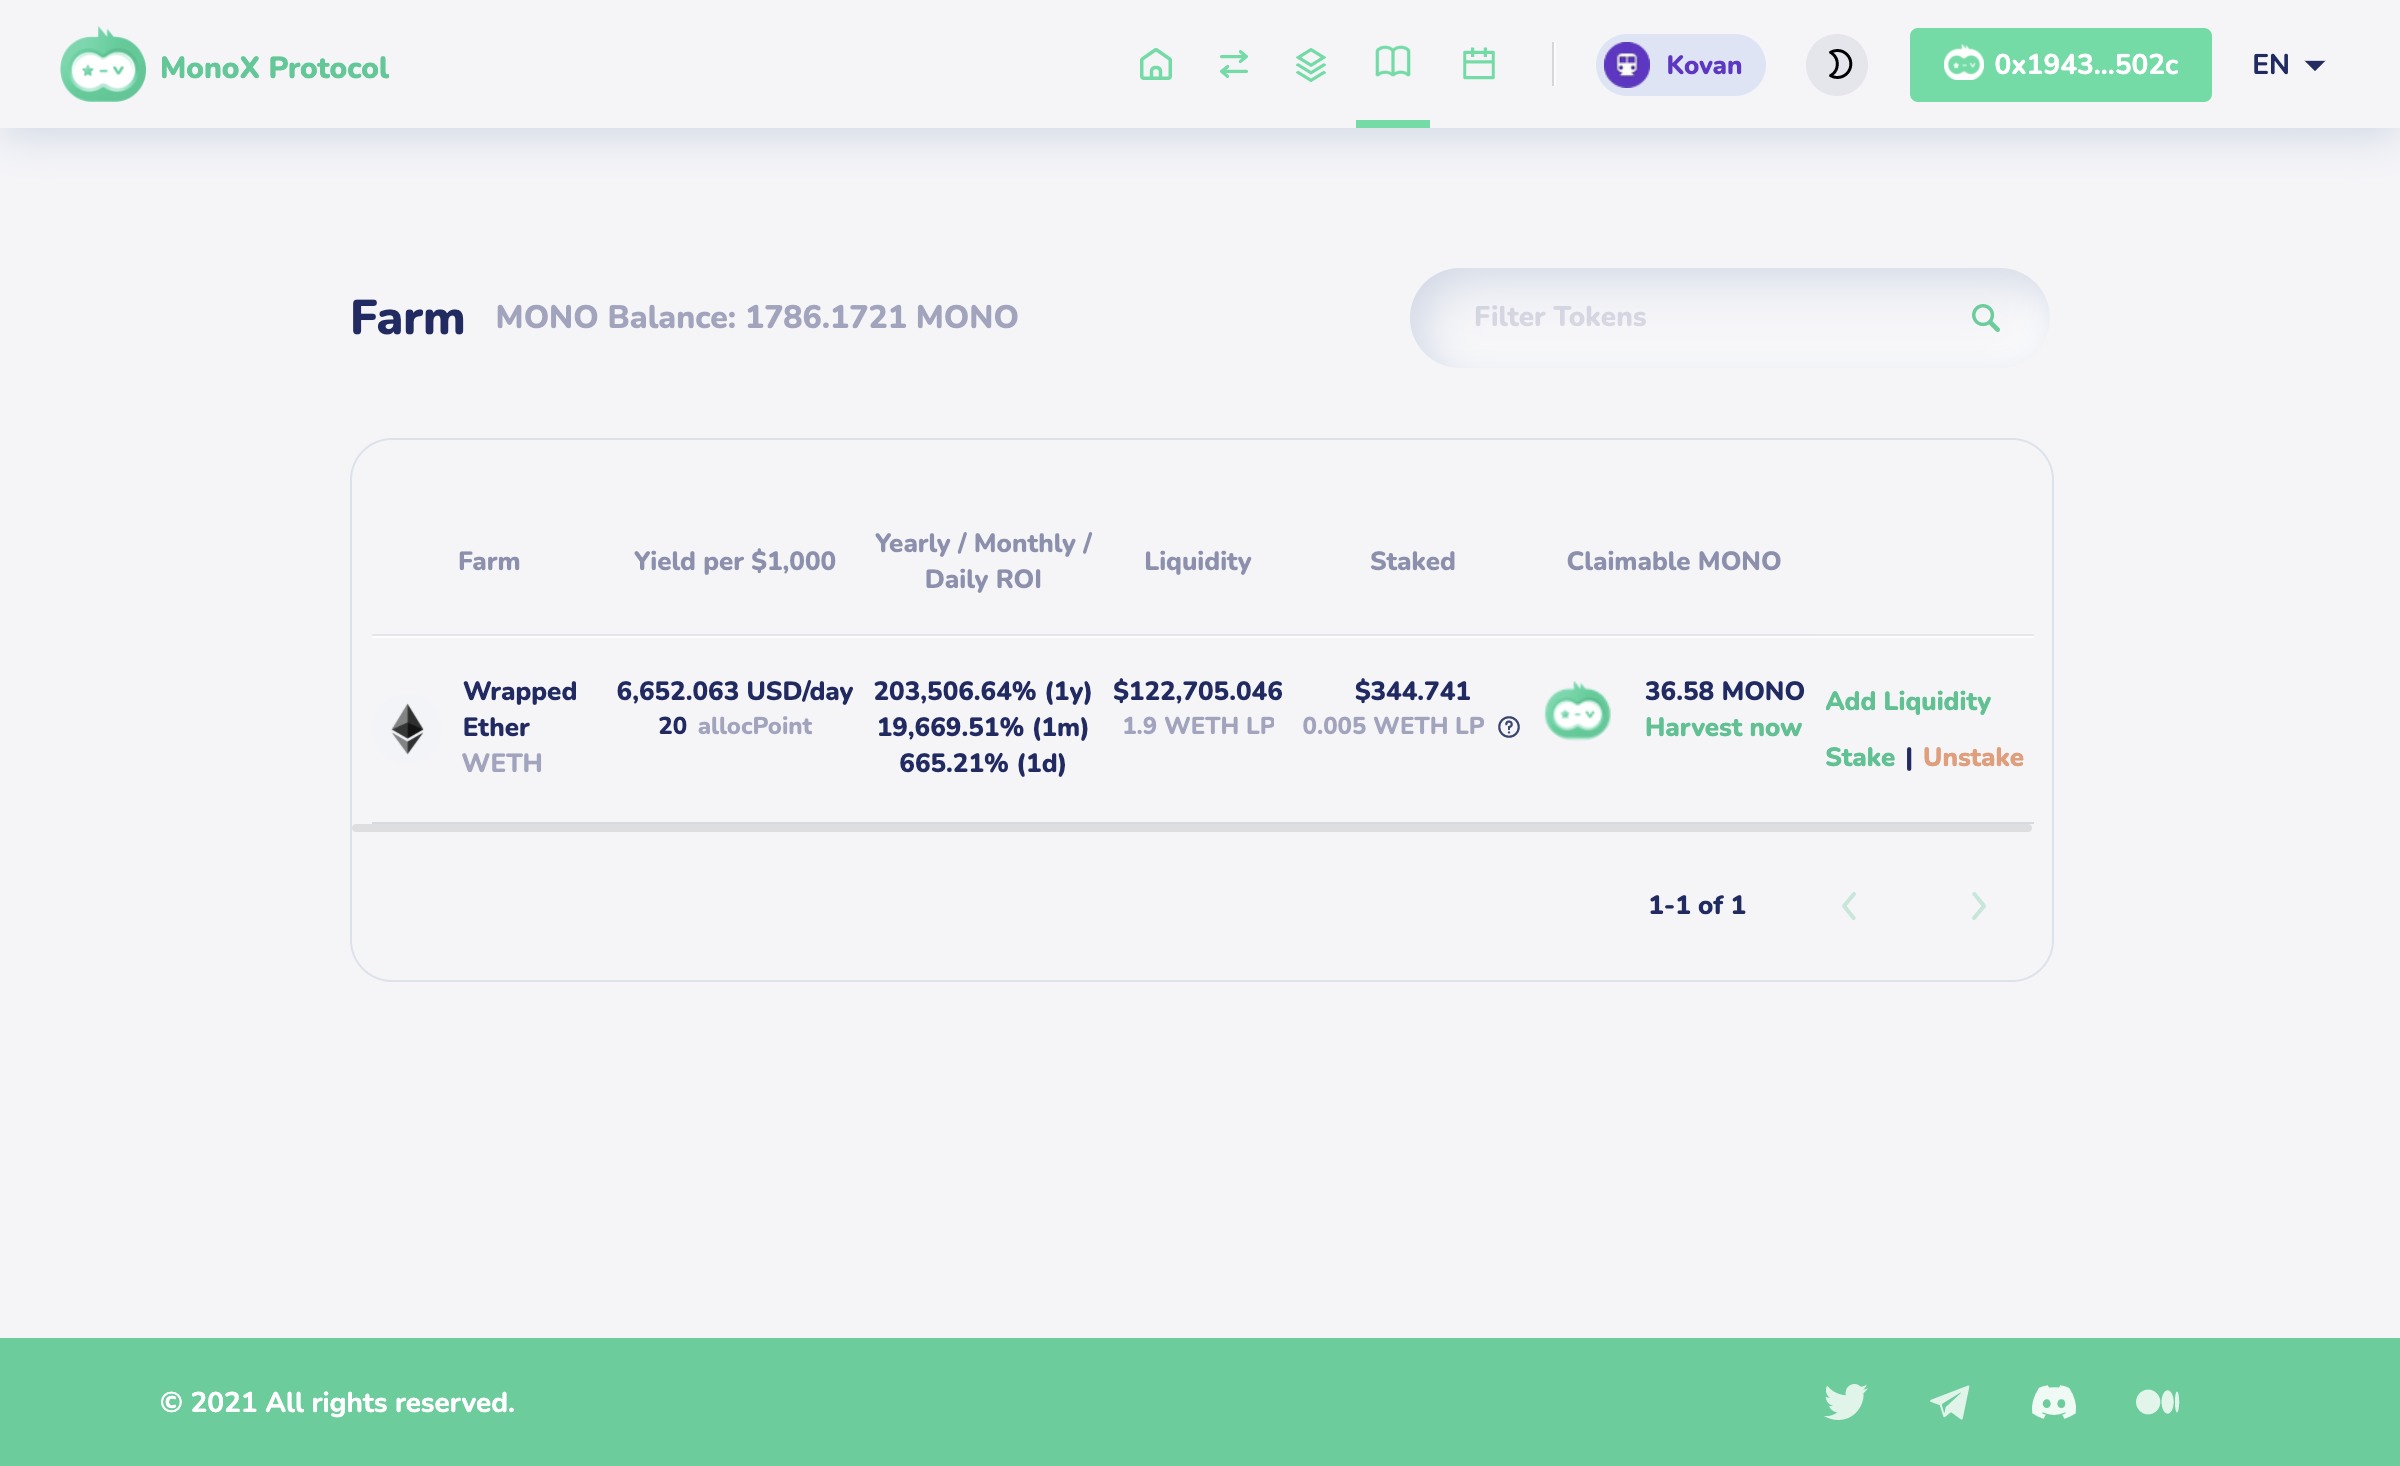 MonoX Protocol
Kovan
0x1943...502c
EN
Farm
MONO Balance: 1786.1721 MONO
Filter Tokens
Farm
Yield per $1,000
Yearly / Monthly /
Daily ROI
Liquidity
Staked
Claimable MONO
Wrapped
Ether
WETH
6,652.063 USD/day
20 allocPoint
203,506.64% (1y)
19,669.51% (1m)
665.21% (1d)
$122,705.046
1.9 WETH LP
$344.741
0.005 WETH LP
36.58 MONO
Harvest now
Add Liquidity
Stake | Unstake
1-1 of 1
© 2021 All rights reserved.